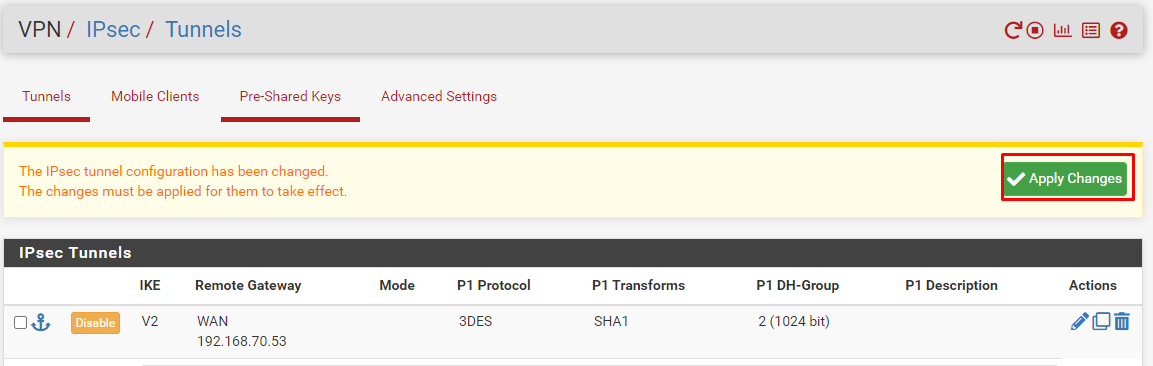 VPN / IPsec / Tunnels
Tunnels Mobile Clients Pre-Shared Keys Advanced Settings
The IPsec tunnel configuration has been changed.
The changes must be applied for them to take effect.
Apply Changes
IPsec Tunnels
IKE Remote Gateway Mode P1 Protocol P1 Transforms P1 DH-Group P1 Description Actions
Disable V2 WAN 3DES SHA1 2 (1024 bit)
192.168.70.53